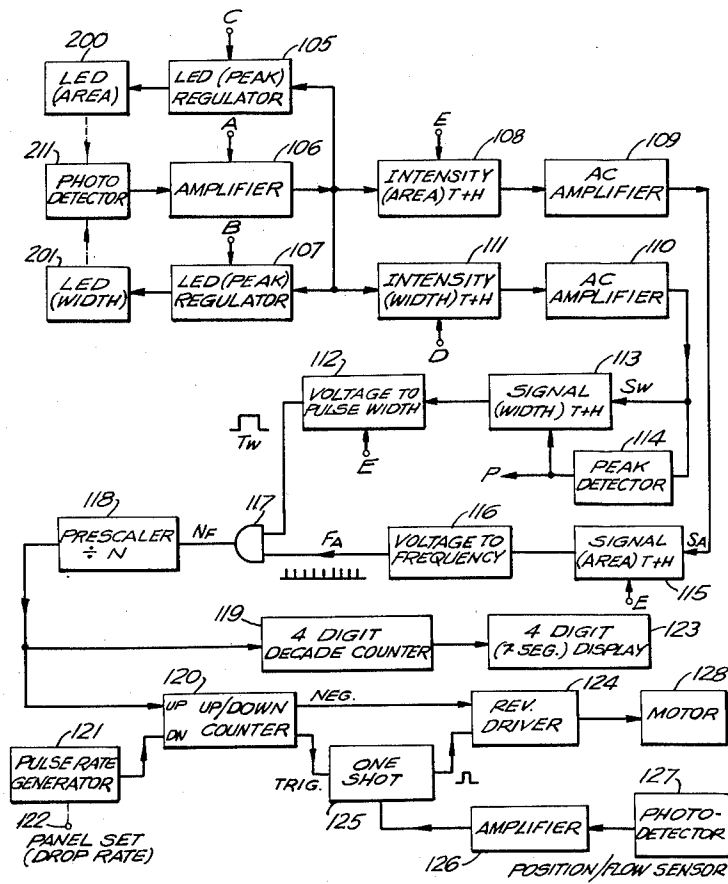 C
200
105
LED
(AREA)
LED (PEAK)
REGULATOR
A
E
211
106
108
109
PHOTO
DETECTOR
AMPLIFIER
INTENSITY
(AREA) T+H
AC
AMPLIFIER
B
201
107
111
110
LED
(WIDTH)
LED (PEAK)
REGULATOR
INTENSITY
(WIDTH) T+H
AC
AMPLIFIER
D
112
113
VOLTAGE TO
PULSE WIDTH
SIGNAL
(WIDTH) T+H
SW
TW
E
114
P
PEAK
DETECTOR
118
117
116
PRESCALER
÷ N
NF
FA
VOLTAGE TO
FREQUENCY
SIGNAL
(AREA) T+H
SA
E
115
119
4 DIGIT
DECADE COUNTER
4 DIGIT
(7 SEG.) DISPLAY
123
120
124
128
UP
UP/DOWN
COUNTER
DN
NEG.
REV.
DRIVER
MOTOR
121
PULSE RATE
GENERATOR
TRIG.
ONE
SHOT
125
127
122
PANEL SET
(DROP RATE)
AMPLIFIER
126
PHOTO-
DETECTOR
POSITION/FLOW SENSOR